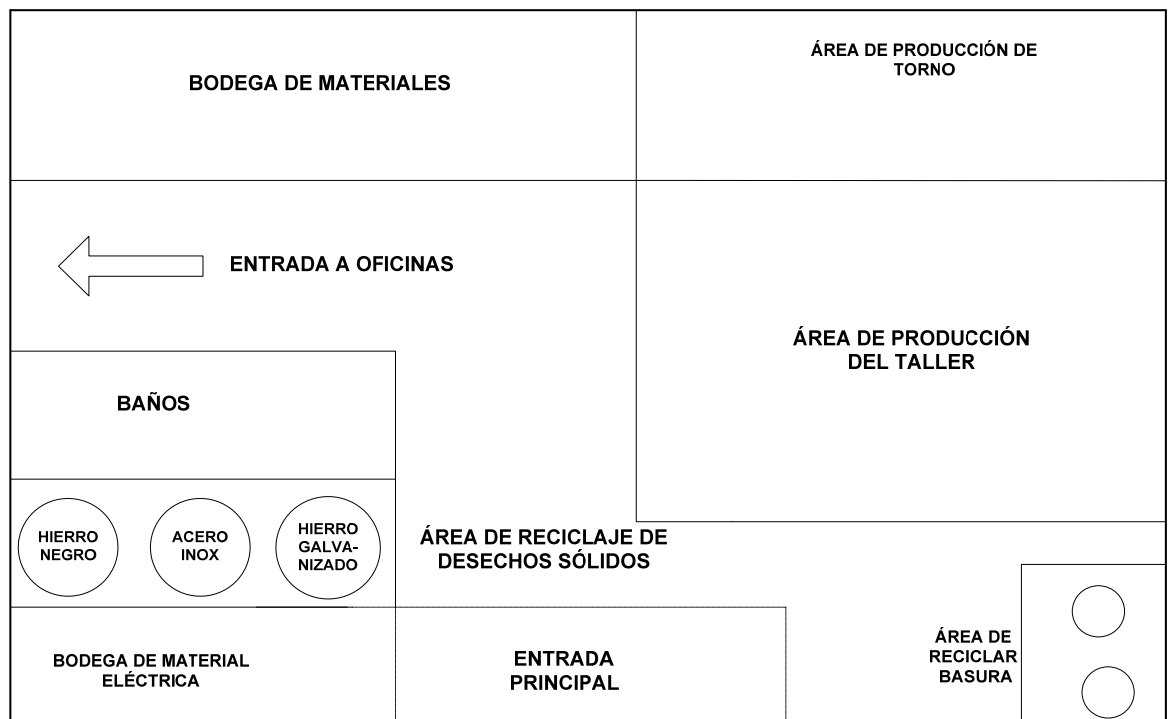 BODEGA DE MATERIALES
ÁREA DE PRODUCCIÓN DE
TORNO
ENTRADA A OFICINAS
ÁREA DE PRODUCCIÓN
DEL TALLER
BAÑOS
HIERRO
NEGRO
ACERO
INOX
HIERRO
GALVA-
NIZADO
ÁREA DE RECICLAJE DE
DESECHOS SÓLIDOS
BODEGA DE MATERIAL
ELÉCTRICA
ENTRADA
PRINCIPAL
ÁREA DE
RECICLAR
BASURA